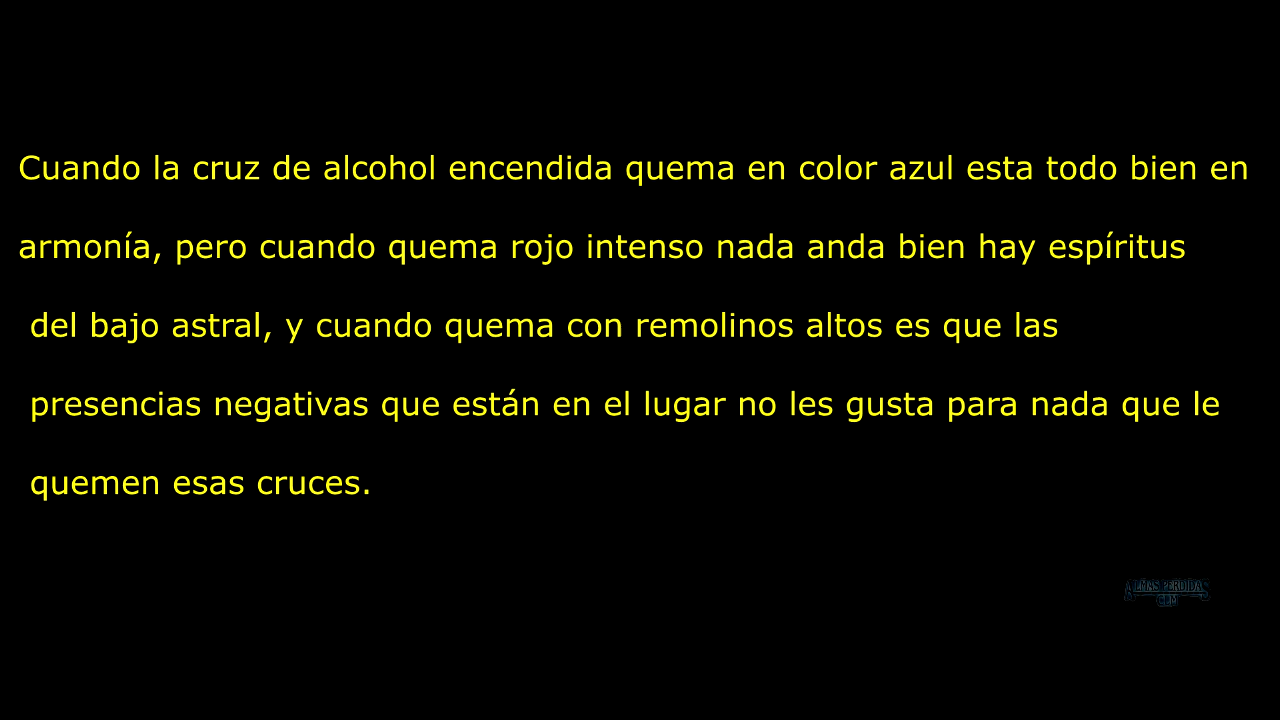 Cuando la cruz de alcohol encendida quema en color azul esta todo bien en
armonía, pero cuando quema rojo intenso nada anda bien hay espíritus
del bajo astral, y cuando quema con remolinos altos es que las
presencias negativas que están en el lugar no les gusta para nada que le
quemen esas cruces.
ALMAS PERDIDAS